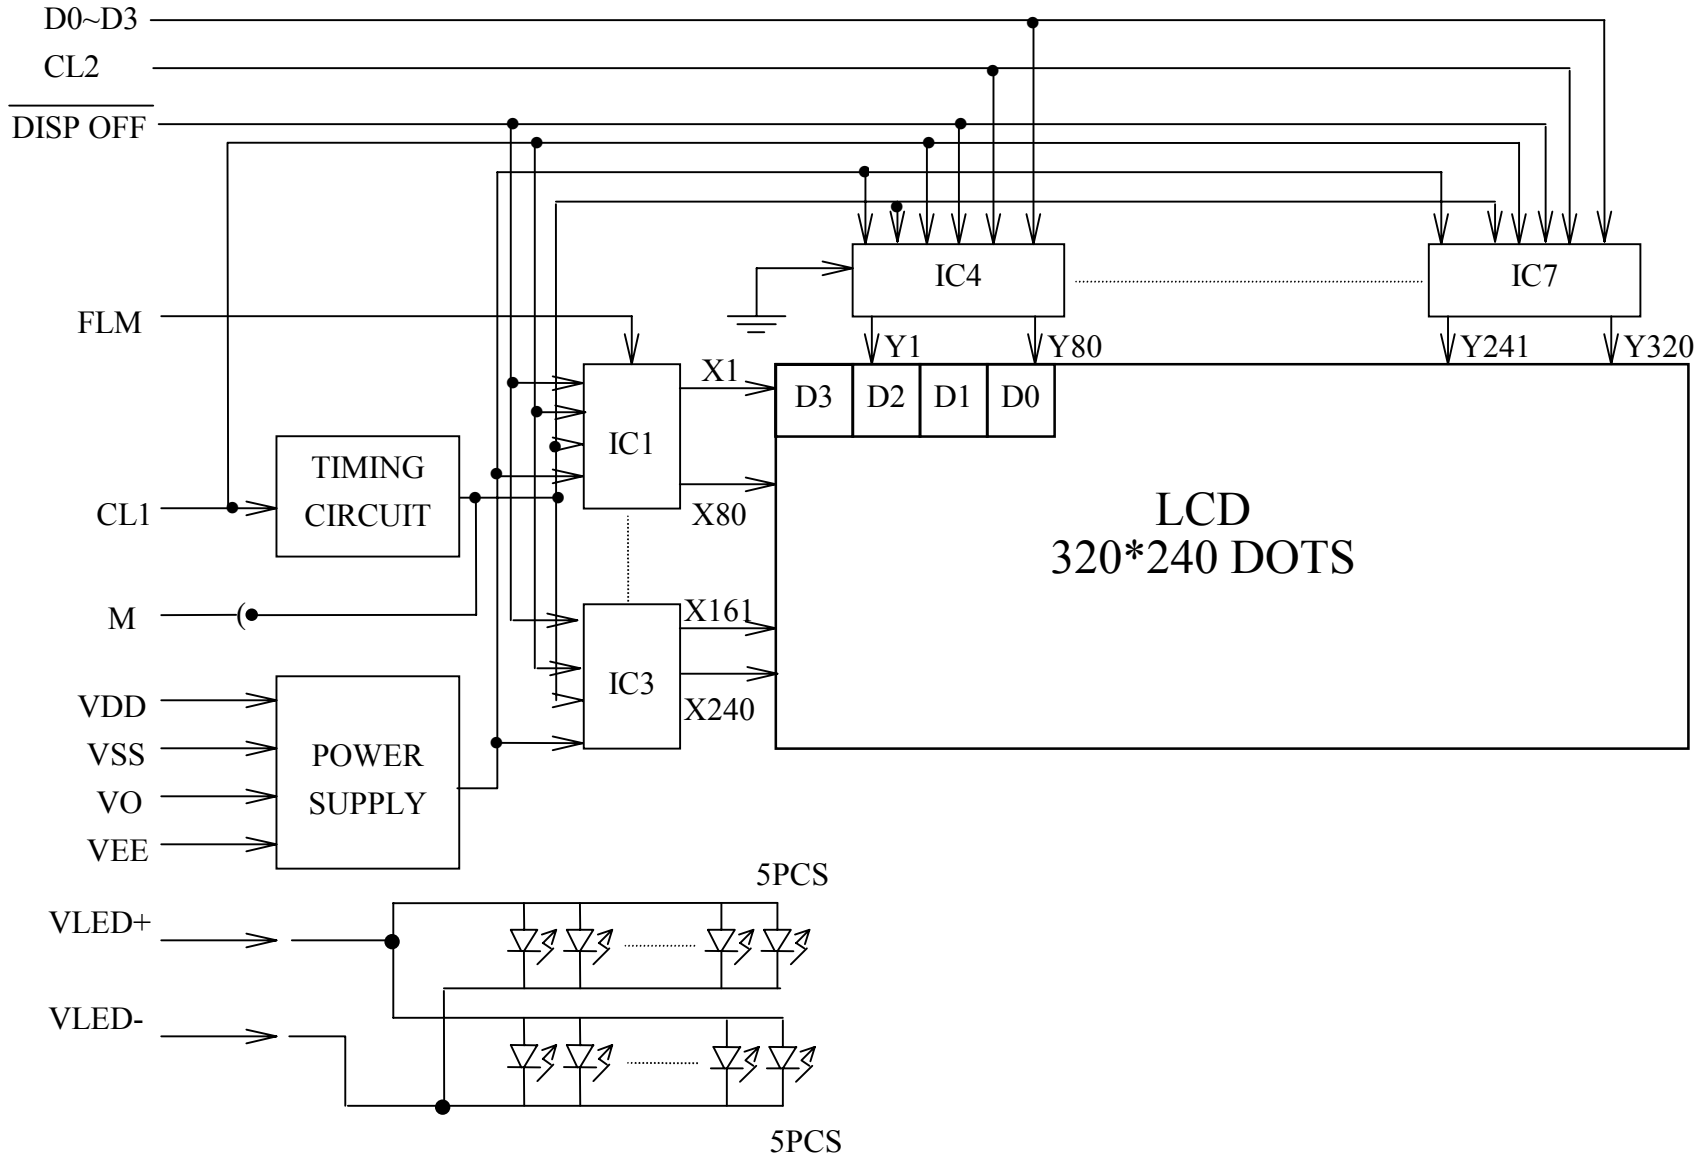 D0~D3
CL2
DISP OFF
IC4
IC7
FLM
Y1
Y80
Y241
Y320
X1
D3
D2
D1
D0
IC1
TIMING
CIRCUIT
CL1
X80
LCD
320*240 DOTS
M
X161
IC3
X240
VDD
VSS
VO
VEE
POWER
SUPPLY
5PCS
VLED+
VLED-
5PCS